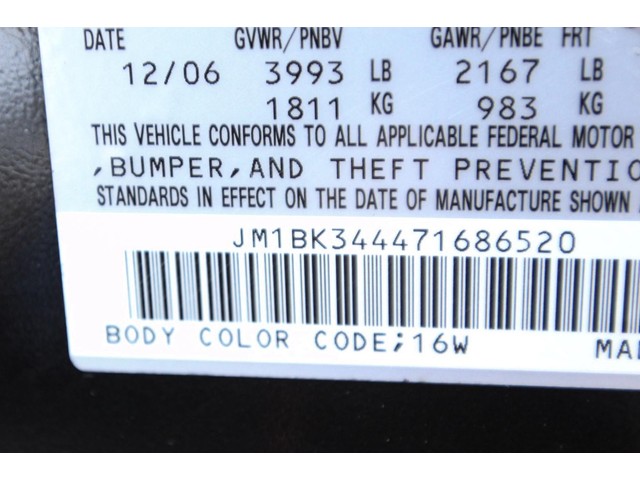 DATE GVWR/PNBV GAWR/PNBE FRT
12/06 3993 LB 2167 LB
1811 KG 983 KG
THIS VEHICLE CONFORMS TO ALL APPLICABLE FEDERAL MOTOR
,BUMPER,AND THEFT PREVENTIO
STANDARDS IN EFFECT ON THE DATE OF MANUFACTURE SHOWN
JM1BK344471686520
BODY COLOR CODE;16W MA